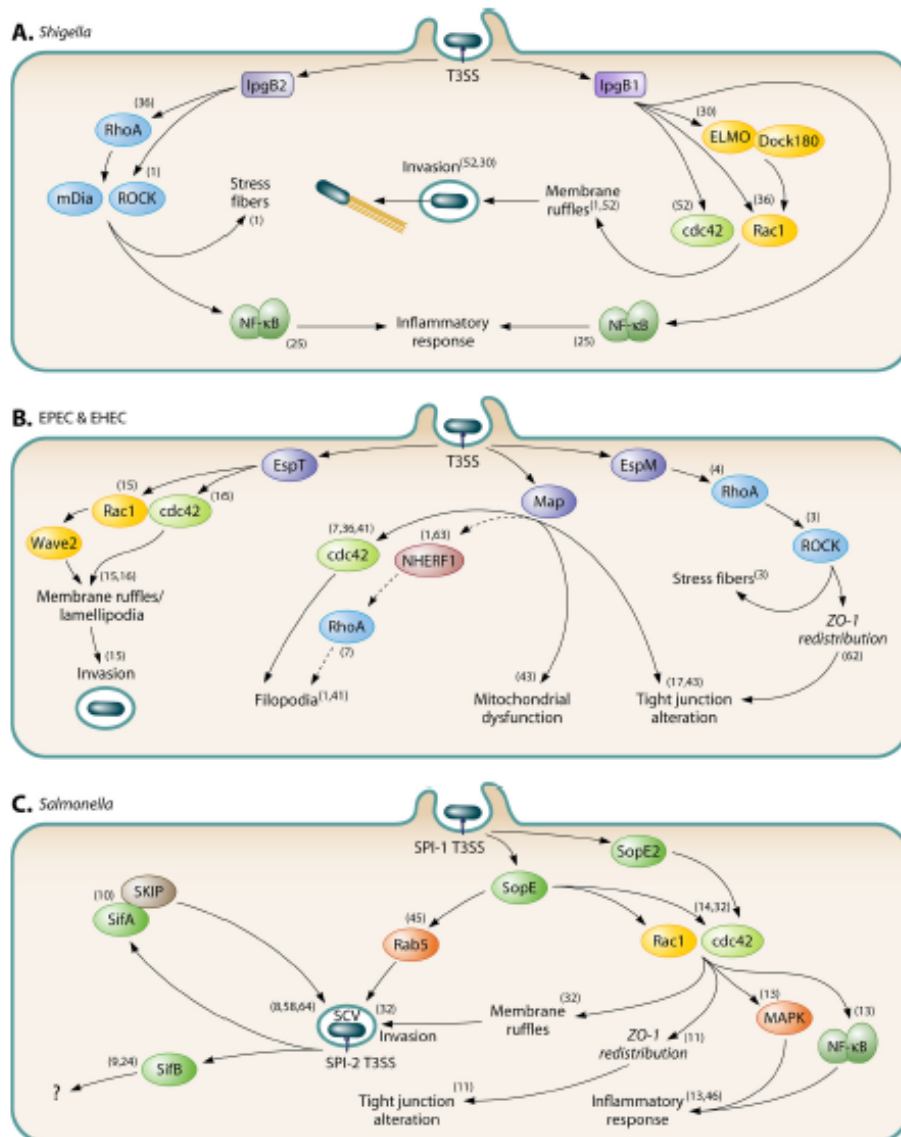 A. Shigella
T3SS
IpgB2
IpgB1
(36)
(30)
RhoA
ELMO
Dock180
(1)
Invasion(52,30)
mDia
ROCK
Stress
fibers
(1)
Membrane
ruffles(1,52)
(52)
(36)
cdc42
Rac1
NF-κB
(25)
Inflammatory
response
NF-κB
(25)
B. EPEC & EHEC
T3SS
EspT
EspM
(4)
(15)
(16)
Map
RhoA
Rac1
cdc42
(7,36,41)
(1,63)
(3)
Wave2
cdc42
NHERF1
ROCK
(15,16)
Stress fibers(3)
Membrane ruffles/
lamellipodia
RhoA
(7)
ZO-1
redistribution
(62)
(15)
Invasion
(43)
(17,43)
Filopodia(1,41)
Mitochondrial
dysfunction
Tight junction
alteration
C. Salmonella
SPI-1 T3SS
SopE2
SKIP
(10)
SopE
SifA
(45)
(14,32)
Rab5
Rac1
cdc42
(8,58,64)
SCV
(32)
Invasion
Membrane
ruffles
(32)
(13)
MAPK
(13)
SPI-2 T3SS
ZO-1
redistribution
(11)
NF-κB
(9,24)
SifB
?
Tight junction
alteration
(11)
Inflammatory
response
(13,46)